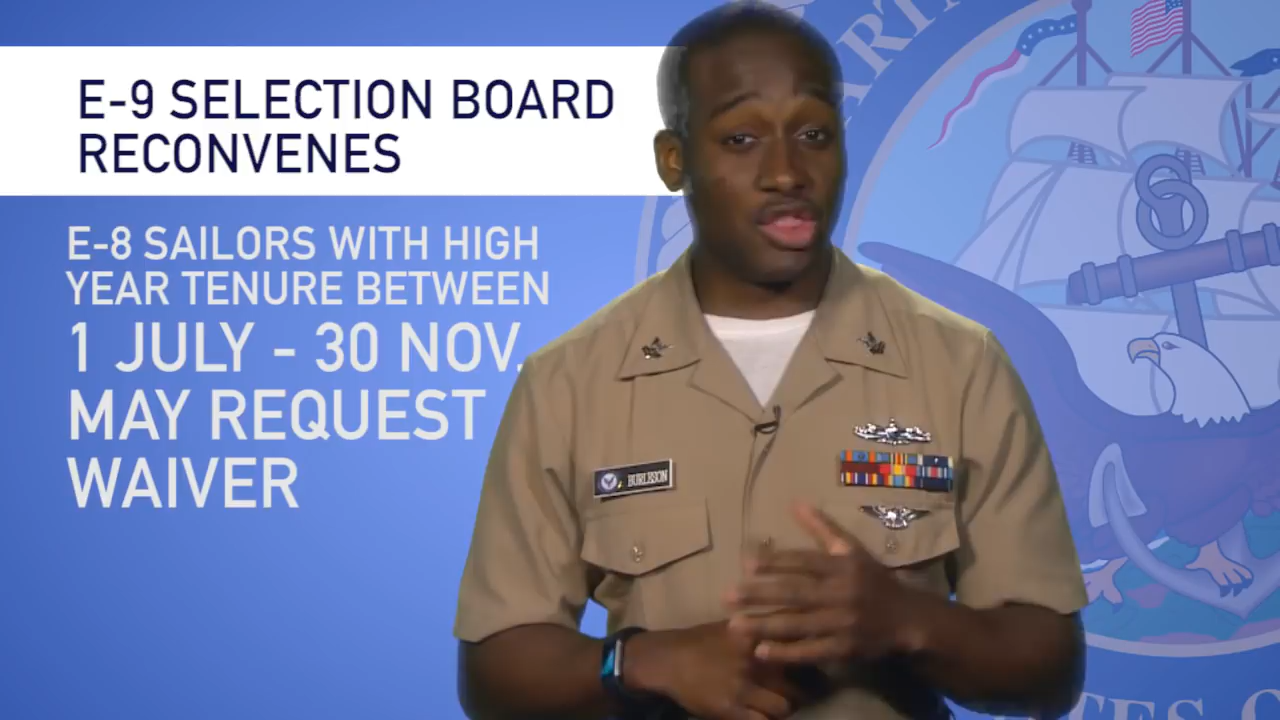 E-9 SELECTION BOARD
RECONVENES
E-8 SAILORS WITH HIGH
YEAR TENURE BETWEEN
1 JULY - 30 NOV.
MAY REQUEST
WAIVER
BURLESON